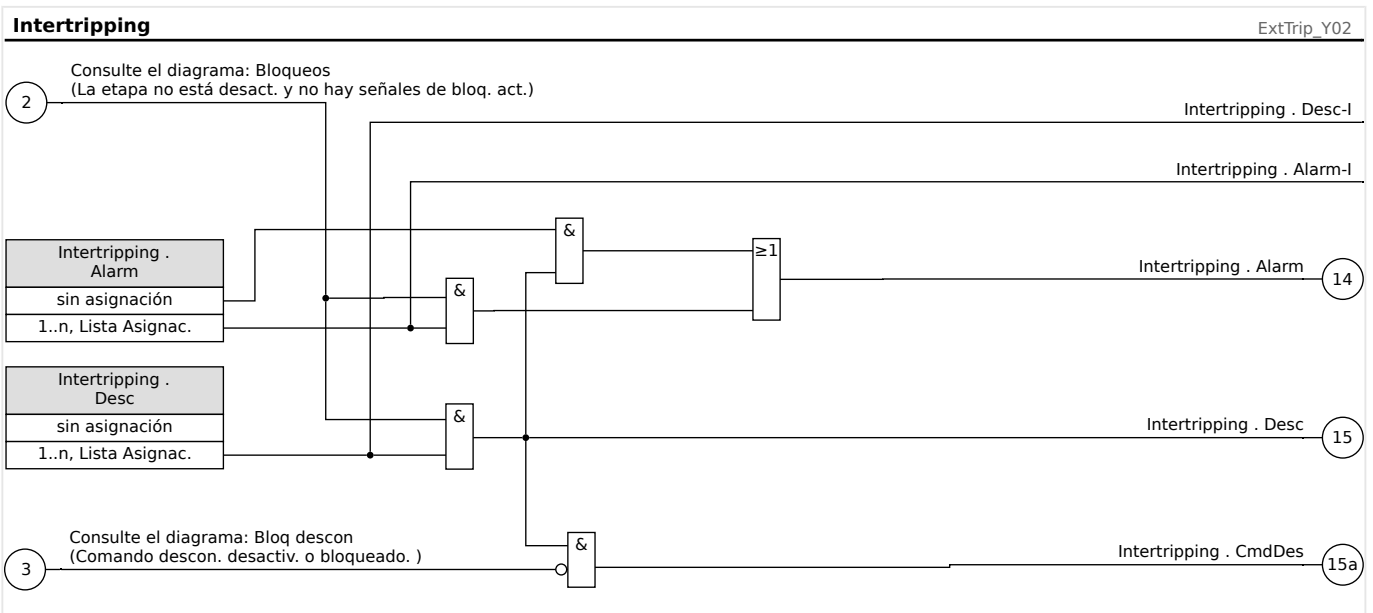 Intertripping
ExtTrip_Y02
Consulte el diagrama: Bloqueos
(La etapa no está desact. y no hay señales de bloq. act.)
2
Intertripping . Desc-I
Intertripping . Alarm-I
&
Intertripping .
Alarm
≥1
Intertripping . Alarm
14
sin asignación
&
1..n, Lista Asignac.
Intertripping .
Desc
sin asignación
&
1..n, Lista Asignac.
Intertripping . Desc
15
Consulte el diagrama: Bloq descon
(Comando descon. desactiv. o bloqueado. )
3
&
Intertripping . CmdDes
15a